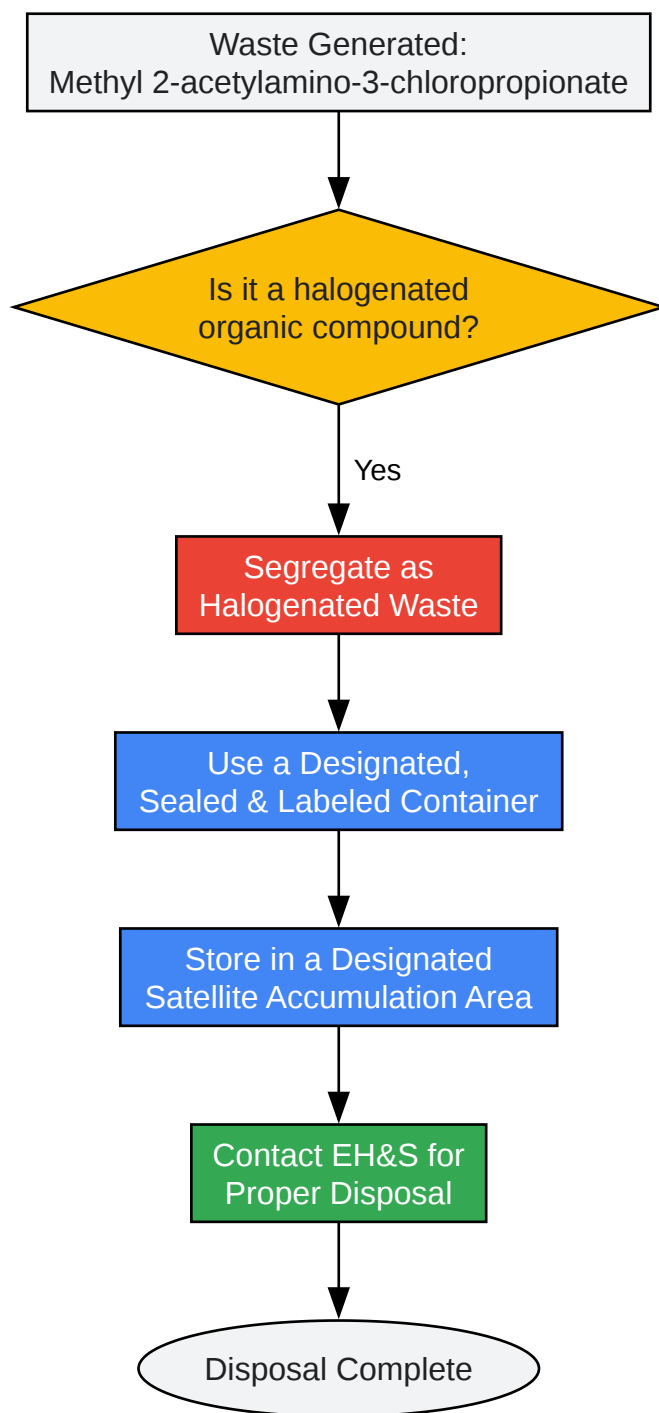 Waste Generated:
Methyl 2-acetylamino-3-chloropropionate
Is it a halogenated
organic compound?
Yes
Segregate as
Halogenated Waste
Use a Designated,
Sealed & Labeled Container
Store in a Designated
Satellite Accumulation Area
Contact EH&S for
Proper Disposal
Disposal Complete